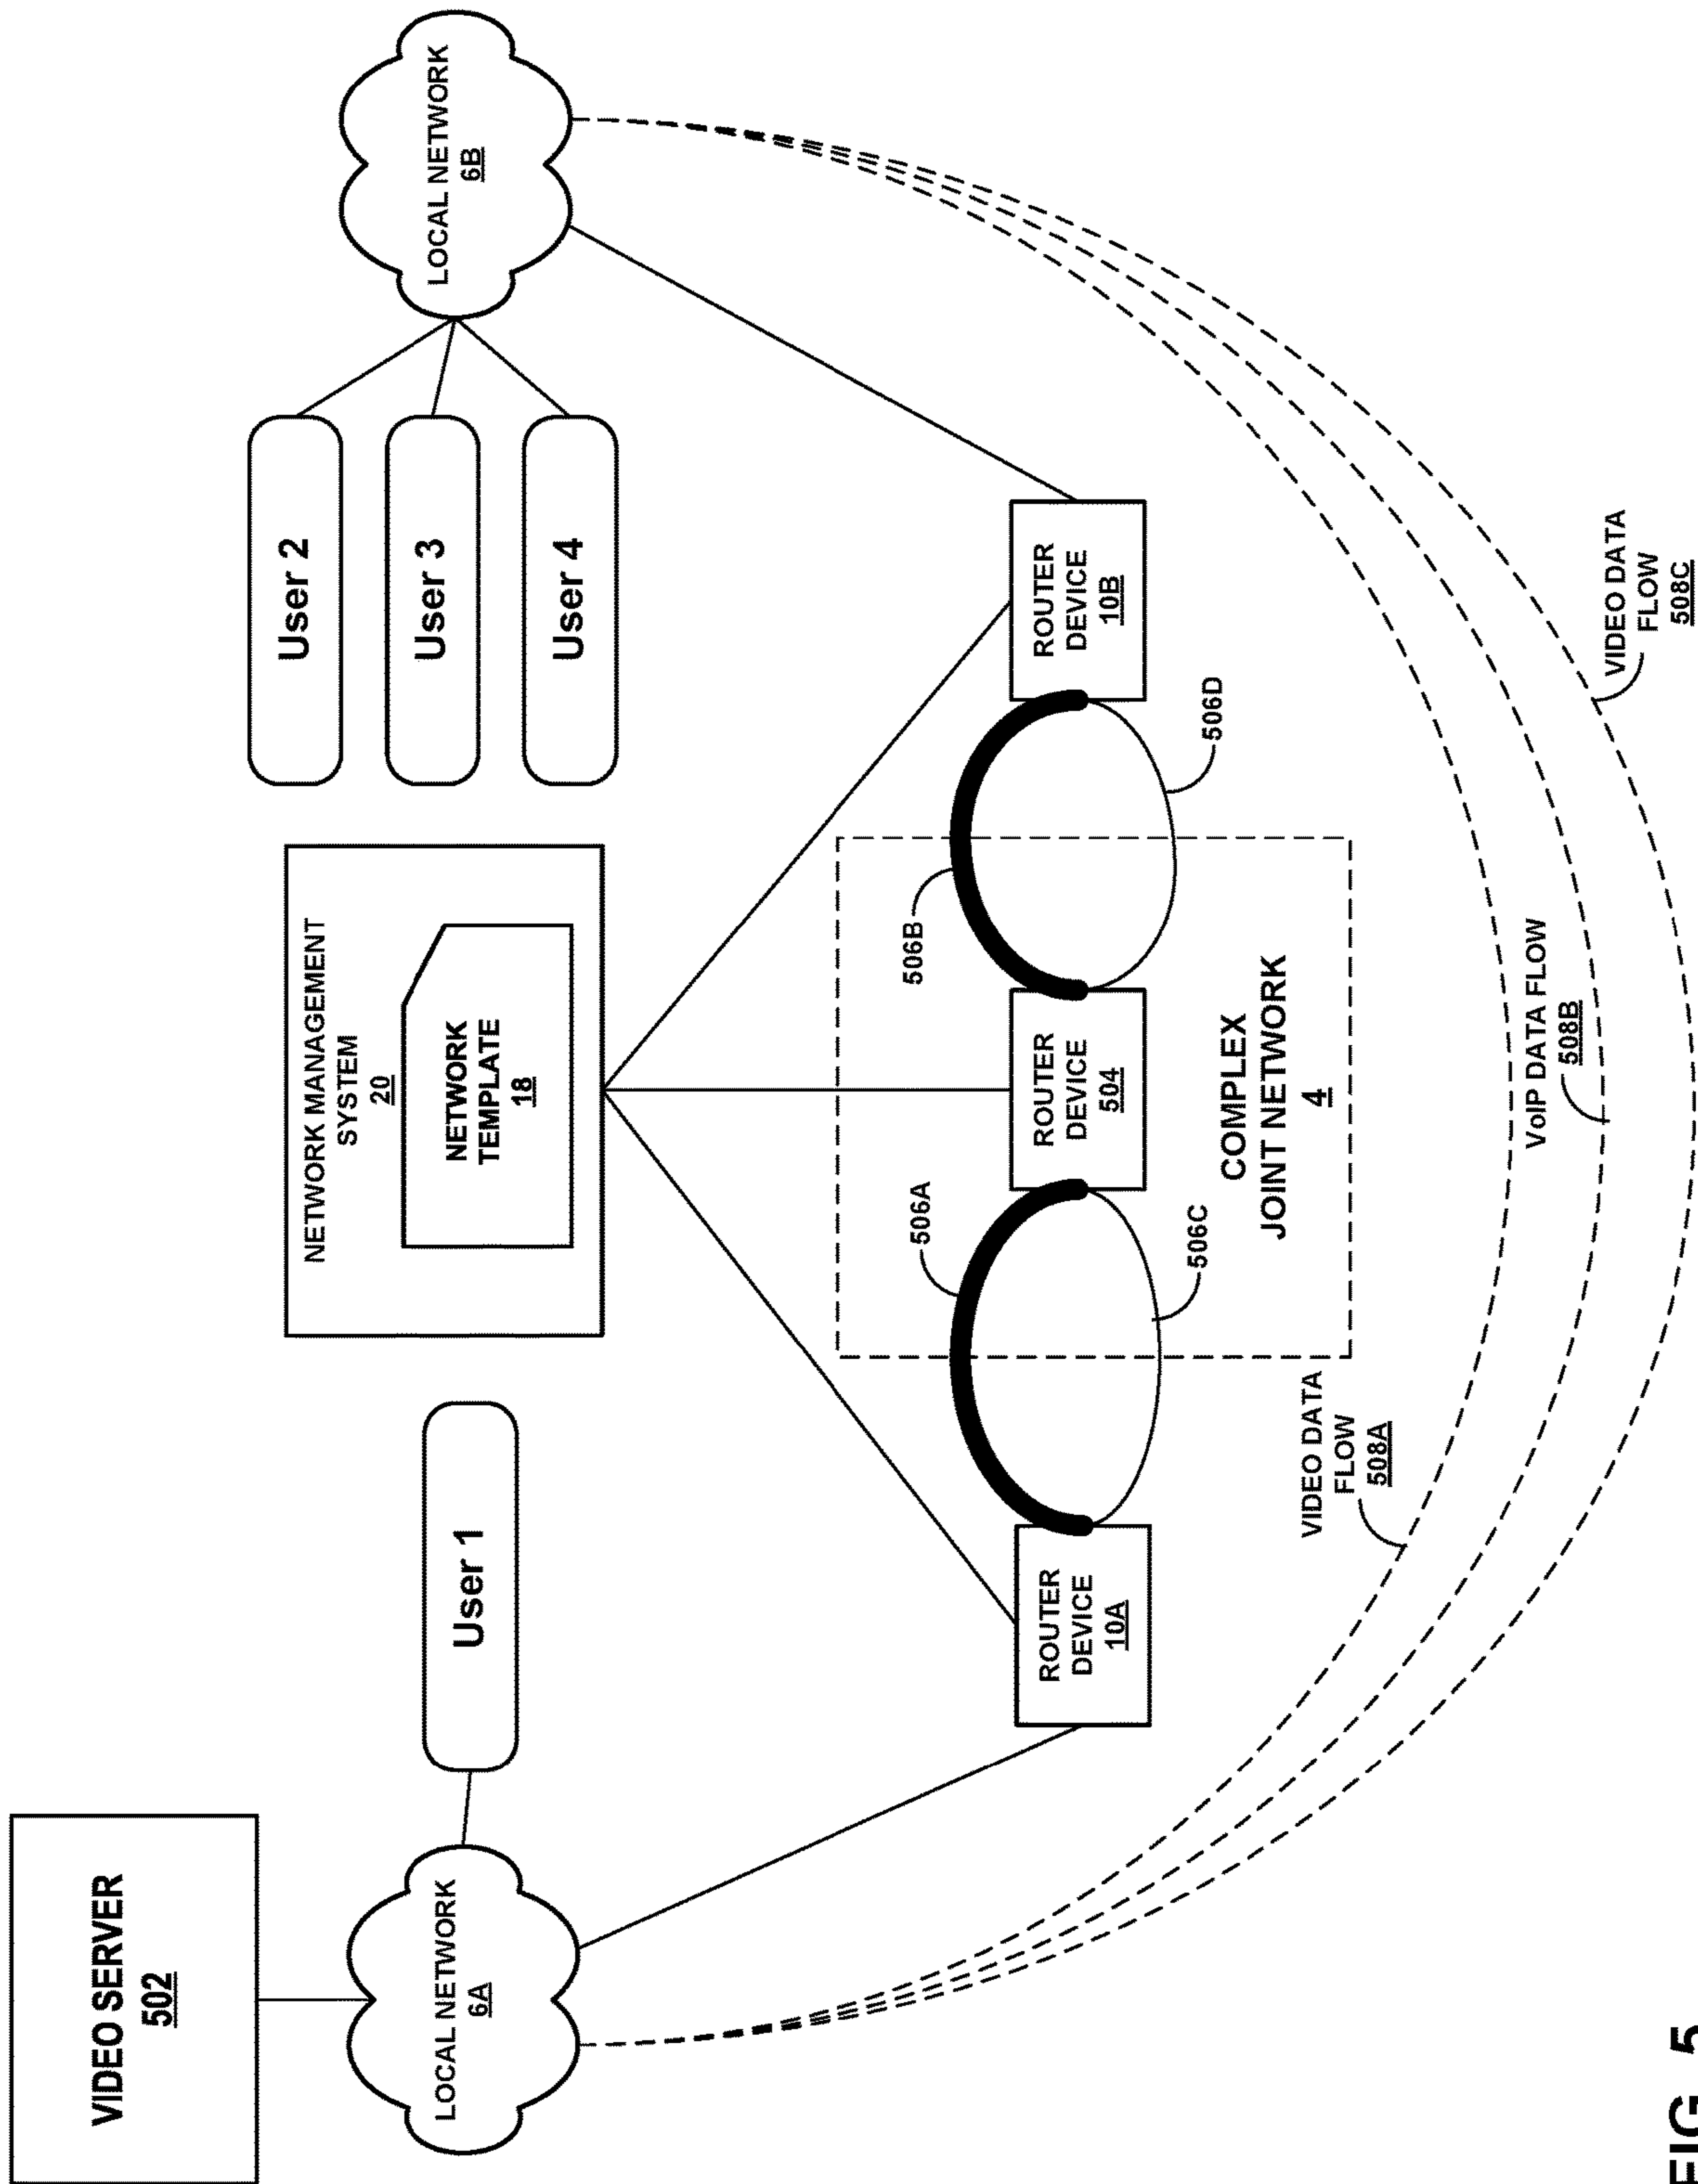 VIDEO SERVER
502
LOCAL NETWORK
6A
User 1
NETWORK MANAGEMENT
SYSTEM
20
NETWORK
TEMPLATE
18
User 2
User 3
User 4
LOCAL NETWORK
6B
ROUTER
DEVICE
10A
506A
506C
ROUTER
DEVICE
504
506B
506D
ROUTER
DEVICE
10B
COMPLEX
JOINT NETWORK
4
VIDEO DATA
FLOW
508A
VoIP DATA FLOW
508B
VIDEO DATA
FLOW
508C
FIG. 5